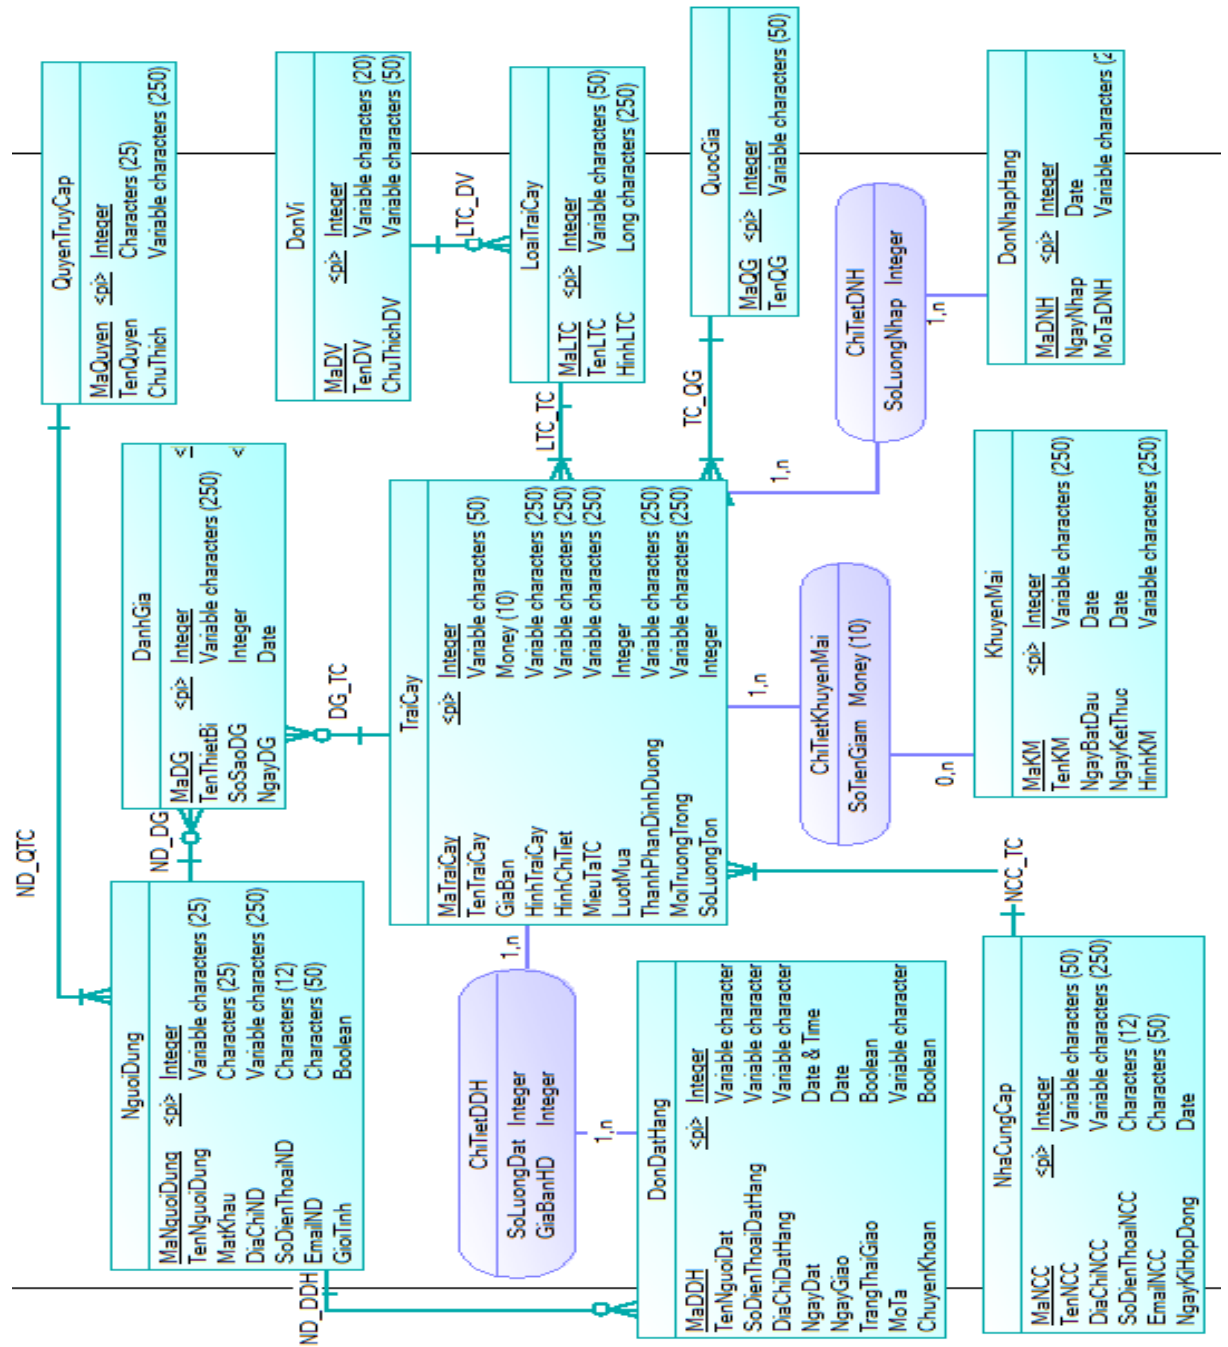 QuyenTruyCap
MaQuyen <pi> Integer
TenQuyen Characters (25)
ChuThich Variable characters (250)
ND_QTC
DonVi
MaDV <pi> Integer
TenDV Variable characters (20)
ChuThichDV Variable characters (50)
LTC_DV
LoaiTraiCay
MaLTC <pi> Integer
TenLTC Variable characters (50)
HinhLTC Long characters (250)
LTC_TC
QuocGia
MaQG <pi> Integer
TenQG Variable characters (50)
TC_QG
ChiTietDNH
SoLuongNhap Integer
1,n
1,n
DonNhapHang
MaDNH <pi> Integer
NgayNhap Date
MoTaDNH Variable characters (2
DanhGia
MaDG <pi> Integer <
TenThietBi Variable characters (250)
SoSaoDG Integer <
NgayDG Date
ND_DG
DG_TC
TraiCay
MaTraiCay <pi> Integer
TenTraiCay Variable characters (50)
GiaBan Money (10)
HinhTraiCay Variable characters (250)
HinhChiTiet Variable characters (250)
MieuTaTC Variable characters (250)
LuotMua Integer
ThanhPhanDinhDuong Variable characters (250)
MoiTruongTrong Variable characters (250)
SoLuongTon Integer
1,n
ChiTietKhuyenMai
SoTienGiam Money (10)
0,n
KhuyenMai
MaKM <pi> Integer
TenKM Variable characters (250)
NgayBatDau Date
NgayKetThuc Date
HinhKM Variable characters (250)
NguoiDung
MaNguoiDung <pi> Integer
TenNguoiDung Variable characters (25)
MatKhau Characters (25)
DiaChiND Variable characters (250)
SoDienThoaiND Characters (12)
EmailND Characters (50)
GioiTinh Boolean
ND_DDH
1,n
ChiTietDDH
SoLuongDat Integer
GiaBanHD Integer
1,n
DonDatHang
MaDDH <pi> Integer
TenNguoiDat Variable character
SoDienThoaiDatHang Variable character
DiaChiDatHang Variable character
NgayDat Date & Time
NgayGiao Date
TrangThaiGiao Boolean
MoTa Variable character
ChuyenKhoan Boolean
NCC_TC
NhaCungCap
MaNCC <pi> Integer
TenNCC Variable characters (50)
DiaChiNCC Variable characters (250)
SoDienThoaiNCC Characters (12)
EmailNCC Characters (50)
NgayKiHopDong Date